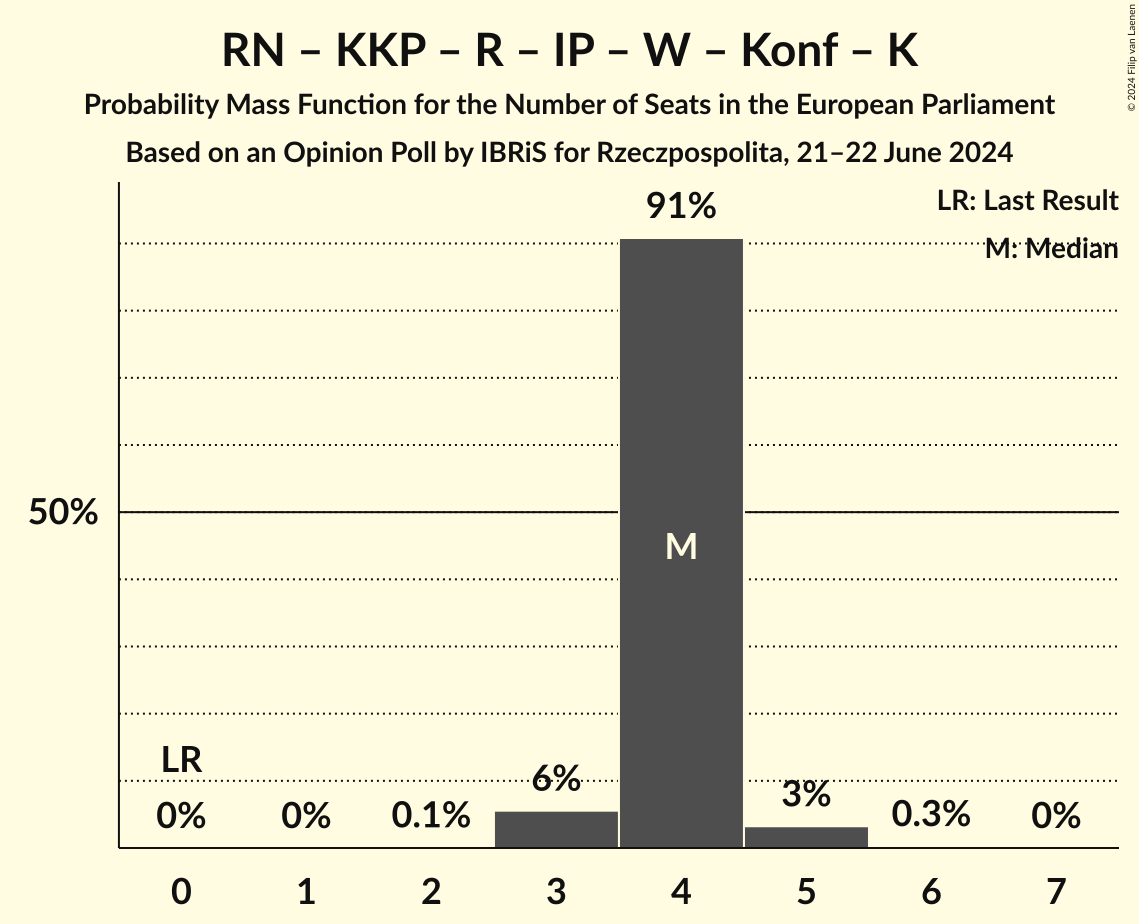 RN – KKP – R – IP – W – Konf – K
Probability Mass Function for the Number of Seats in the European Parliament
Based on an Opinion Poll by IBRiS for Rzeczpospolita, 21–22 June 2024
© 2024 Filip van Laenen
LR: Last Result
M: Median
91%
50%
M
LR
0%
0%
0.1%
6%
3%
0.3%
0%
0 1 2 3 4 5 6 7